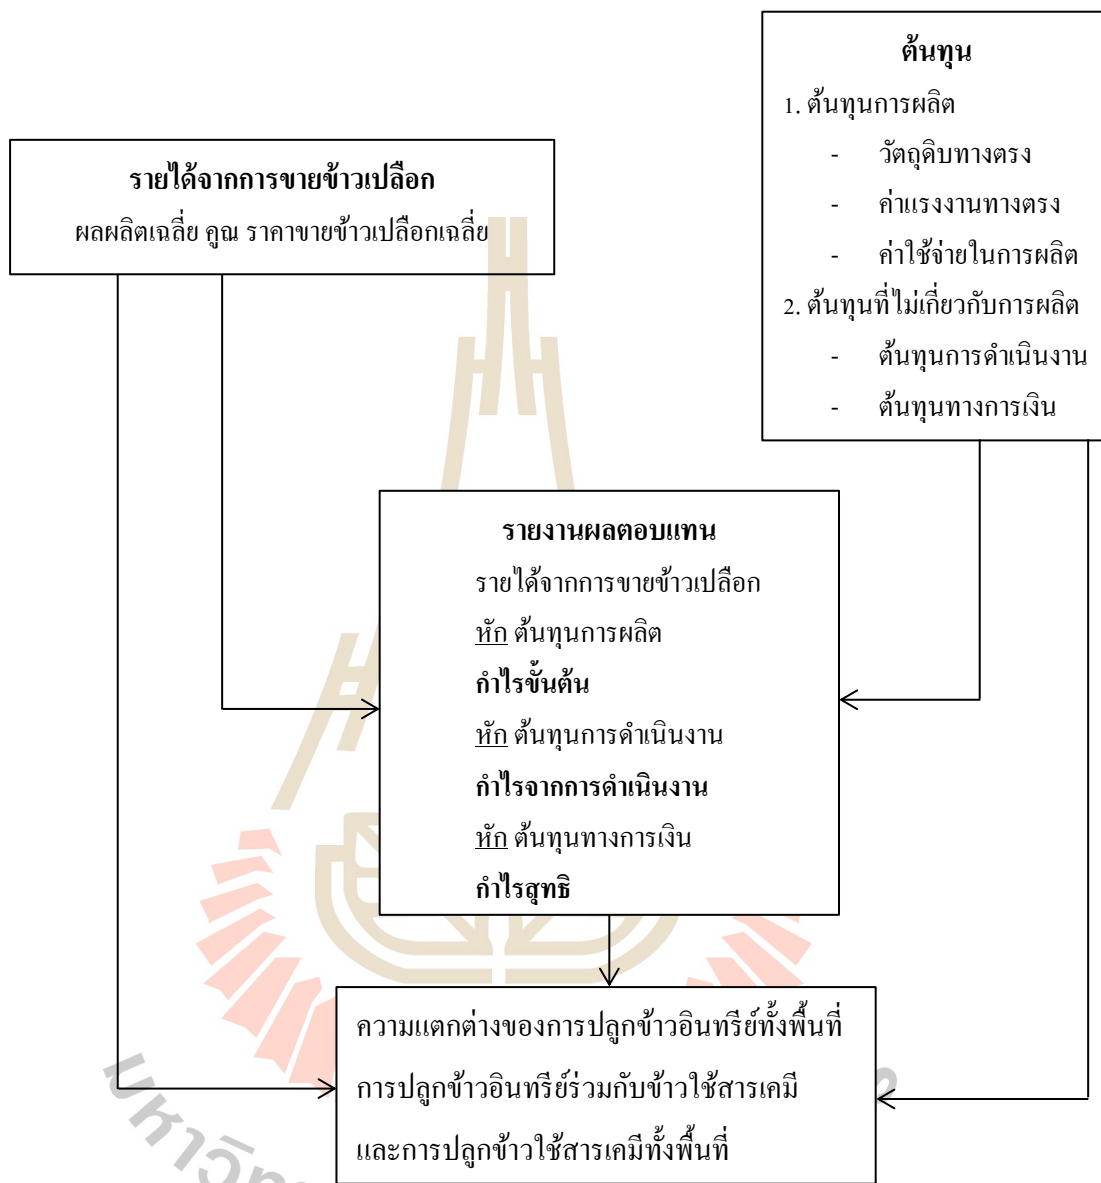 ต้นทุน
1. ต้นทุนการผลิต
- วัตถุดิบทางตรง
- ค่าแรงงานทางตรง
- ค่าใช้จ่ายในการผลิต
2. ต้นทุนที่ไม่เกี่ยวกับการผลิต
- ต้นทุนการดำเนินงาน
- ต้นทุนทางการเงิน
รายได้จากการขายข้าวเปลือก
ผลผลิตเฉลี่ย คูณ ราคาขายข้าวเปลือกเฉลี่ย
รายงานผลตอบแทน
รายได้จากการขายข้าวเปลือก
หัก ต้นทุนการผลิต
กำไรขั้นต้น
หัก ต้นทุนการดำเนินงาน
กำไรจากการดำเนินงาน
หัก ต้นทุนทางการเงิน
กำไรสุทธิ
ความแตกต่างของการปลูกข้าวอินทรีย์ทั้งพื้นที่
การปลูกข้าวอินทรีย์ร่วมกับข้าวใช้สารเคมี
และการปลูกข้าวใช้สารเคมีทั้งพื้นที่